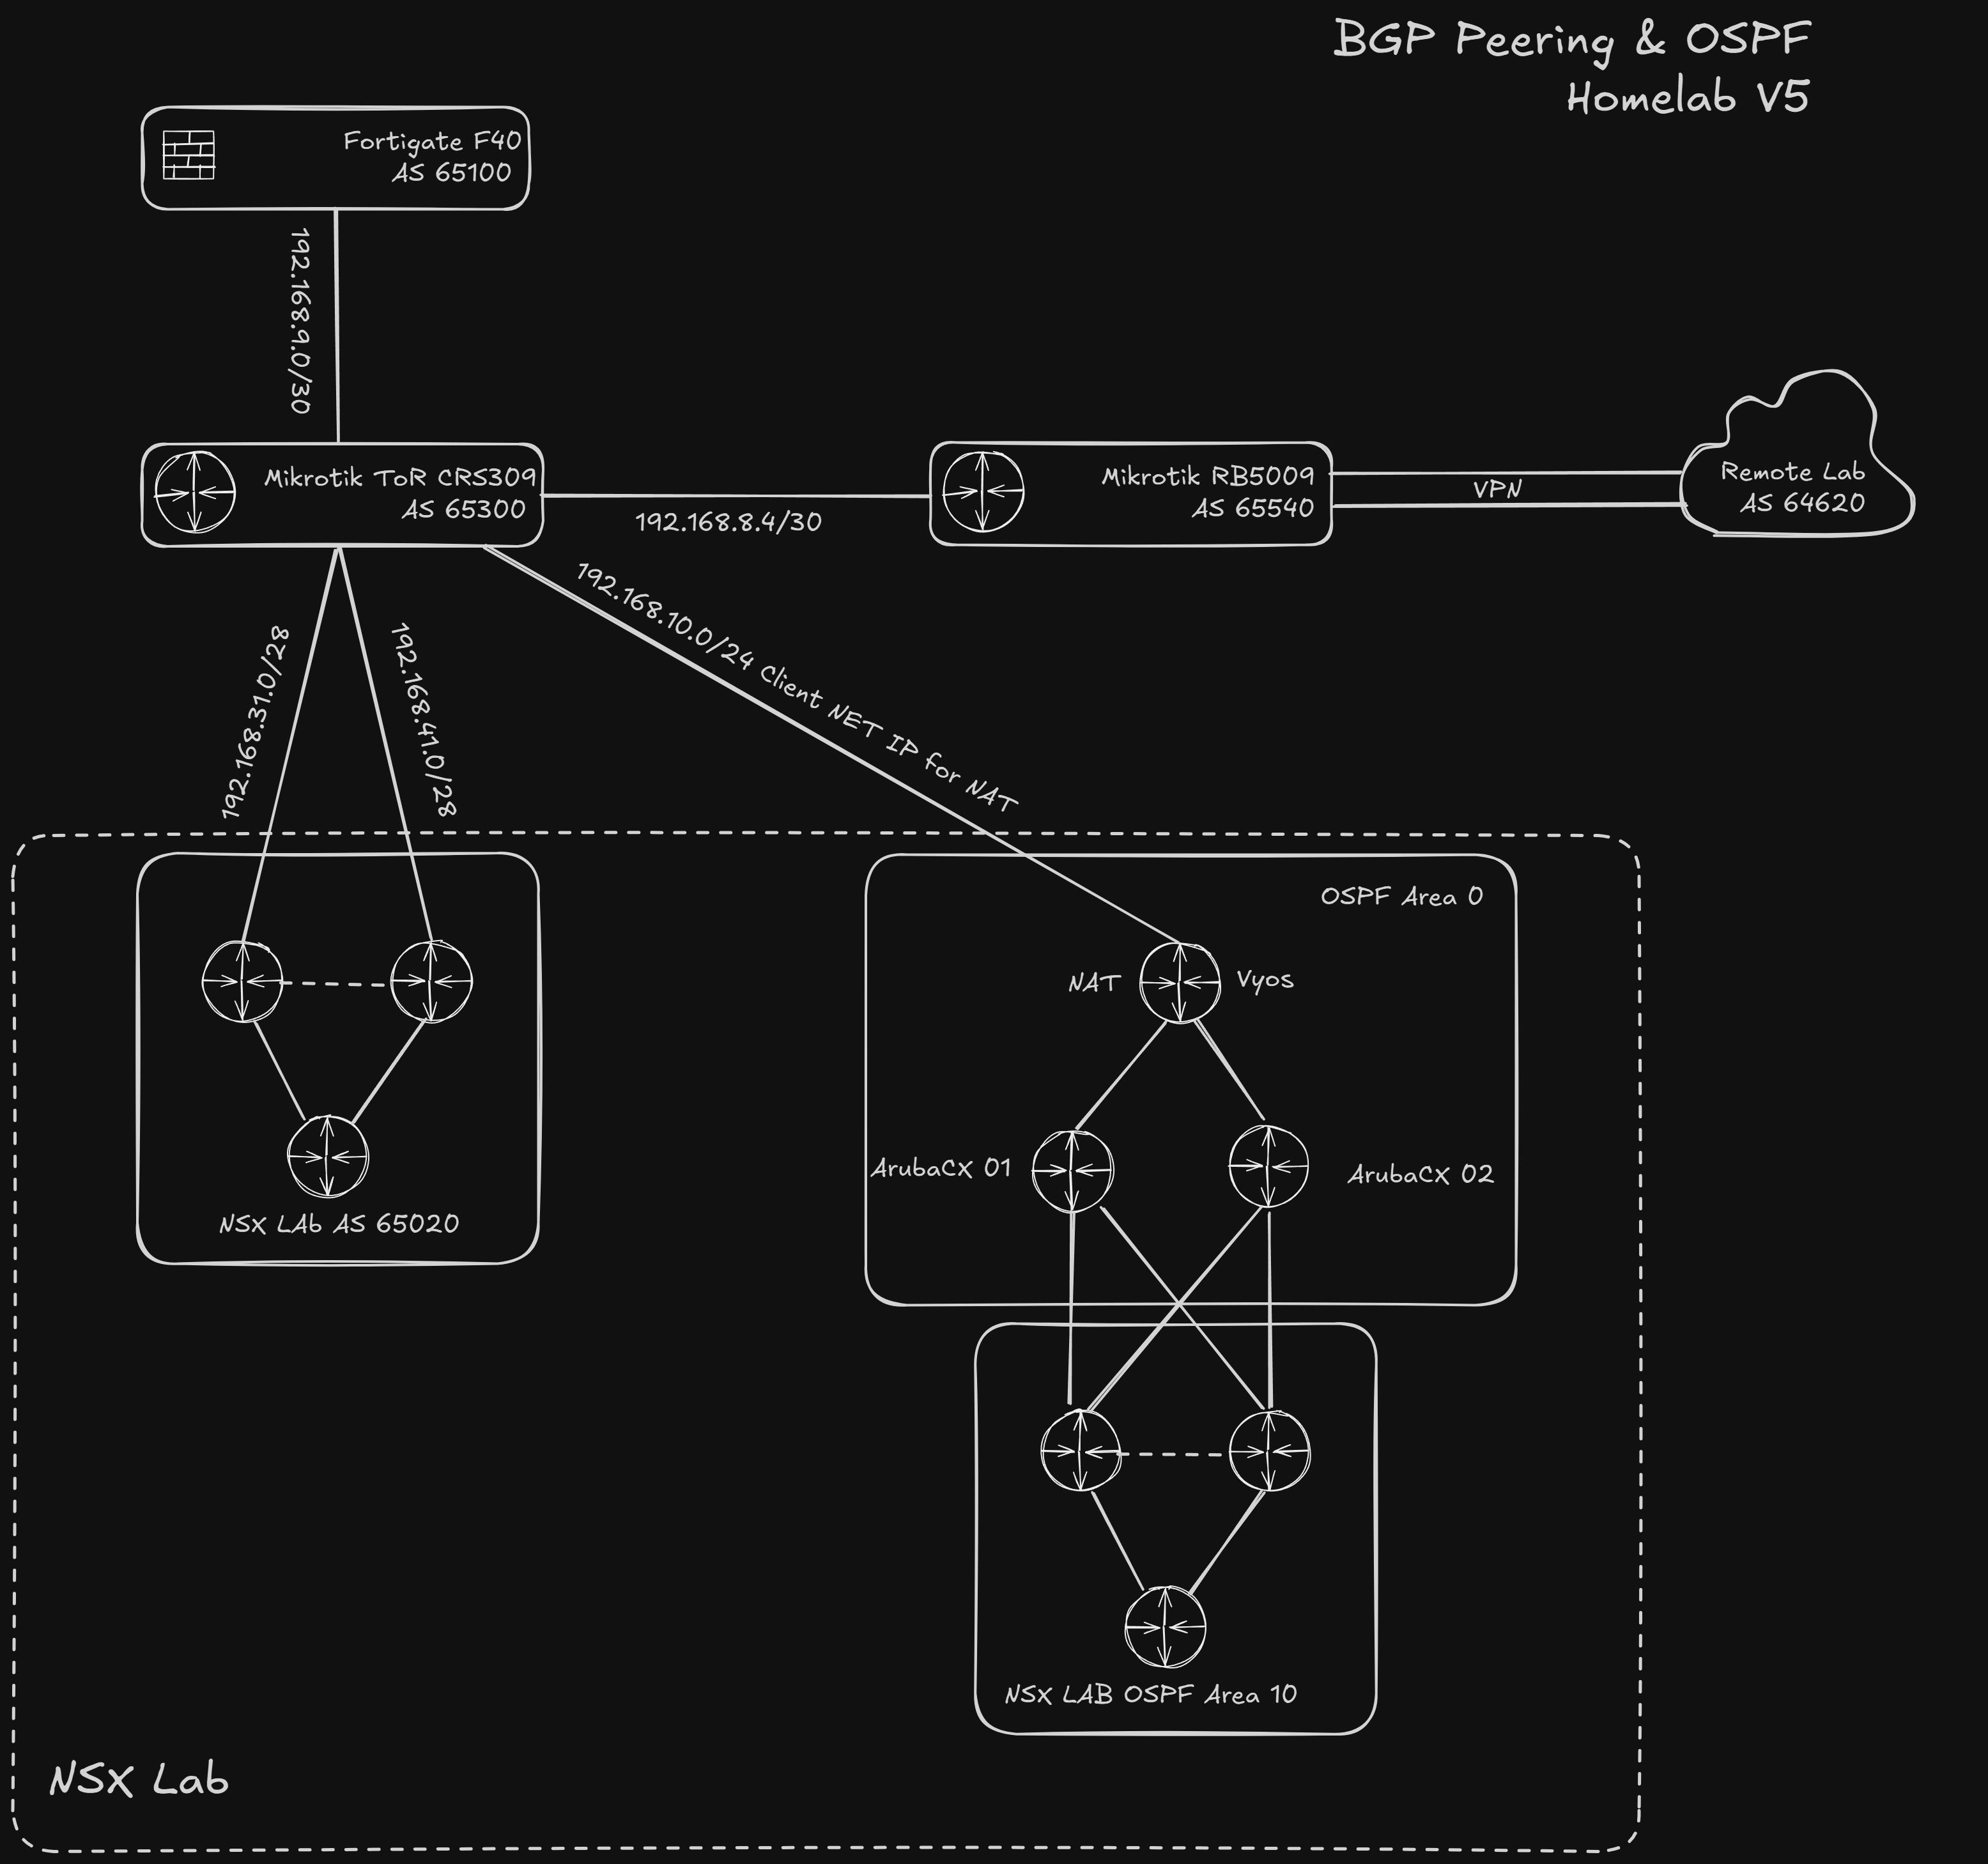 BGP Peering & OSPF
Homelab V5
Fortigate F40
AS 65100
192.168.9.0/30
Mikrotik ToR CRS309
AS 65300
192.168.8.4/30
Mikrotik RB5009
AS 65540
VPN
Remote Lab
AS 64620
192.168.31.0/28
192.168.41.0/28
192.168.10.0/24 Client NET IP for NAT
OSPF Area 0
NAT
Vyos
ArubaCX 01
ArubaCX 02
NSX LAb AS 65020
NSX LAB OSPF Area 10
NSX Lab